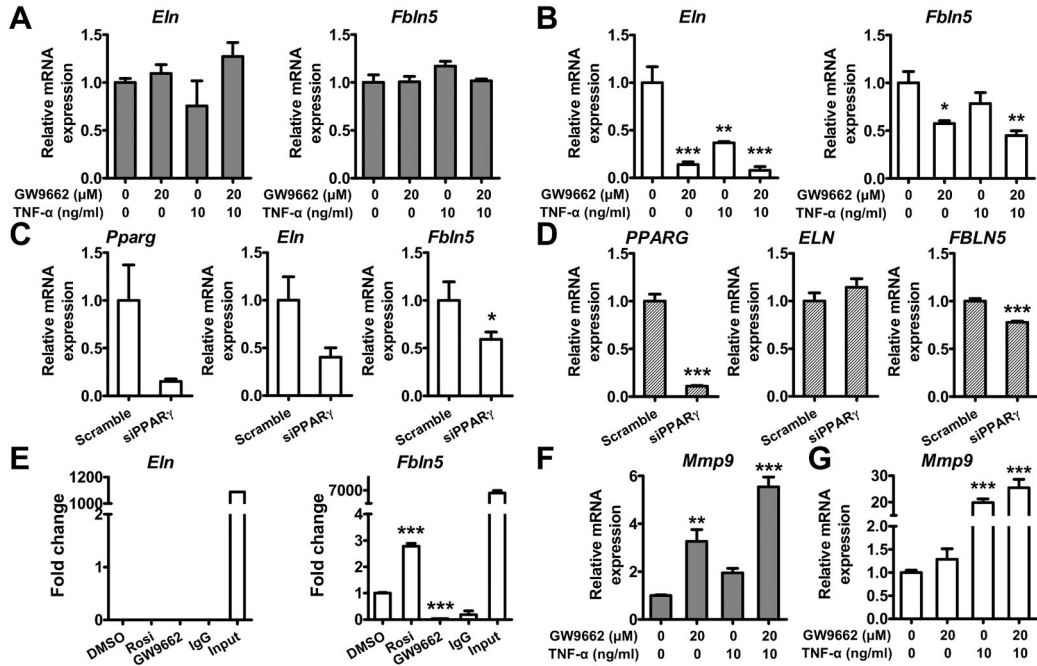 A
Eln
Relative mRNA
expression
1.5
1.0
0.5
0.0
GW9662 (µM) 0 20 0 20
TNF-α (ng/ml) 0 0 10 10
Fbln5
Relative mRNA
expression
1.5
1.0
0.5
0.0
0 20 0 20
0 0 10 10
B
Eln
Relative mRNA
expression
1.5
1.0
0.5
0.0
*** ** ***
GW9662 (µM) 0 20 0 20
TNF-α (ng/ml) 0 0 10 10
Fbln5
Relative mRNA
expression
1.5
1.0
0.5
0.0
* **
0 20 0 20
0 0 10 10
C
Pparg
Relative mRNA
expression
1.5
1.0
0.5
0.0
Scramble
siPPARγ
Eln
Relative mRNA
expression
1.5
1.0
0.5
0.0
Scramble
siPPARγ
Fbln5
Relative mRNA
expression
1.5
1.0
0.5
0.0
*
Scramble
siPPARγ
D
PPARG
Relative mRNA
expression
1.5
1.0
0.5
0.0
***
Scramble
siPPARγ
ELN
Relative mRNA
expression
1.5
1.0
0.5
0.0
Scramble
siPPARγ
FBLN5
Relative mRNA
expression
1.5
1.0
0.5
0.0
***
Scramble
siPPARγ
E
Eln
Fold change
1200
1000
2
1
0
DMSO
Rosi
GW9662
IgG
Input
Fbln5
Fold change
7000
4
3
2
1
0
***
***
DMSO
Rosi
GW9662
IgG
Input
F
Mmp9
Relative mRNA
expression
6
4
2
0
** ***
GW9662 (µM) 0 20 0 20
TNF-α (ng/ml) 0 0 10 10
G
Mmp9
Relative mRNA
expression
30
20
10
2.0
1.5
1.0
0.5
0.0
*** ***
GW9662 (µM) 0 20 0 20
TNF-α (ng/ml) 0 0 10 10